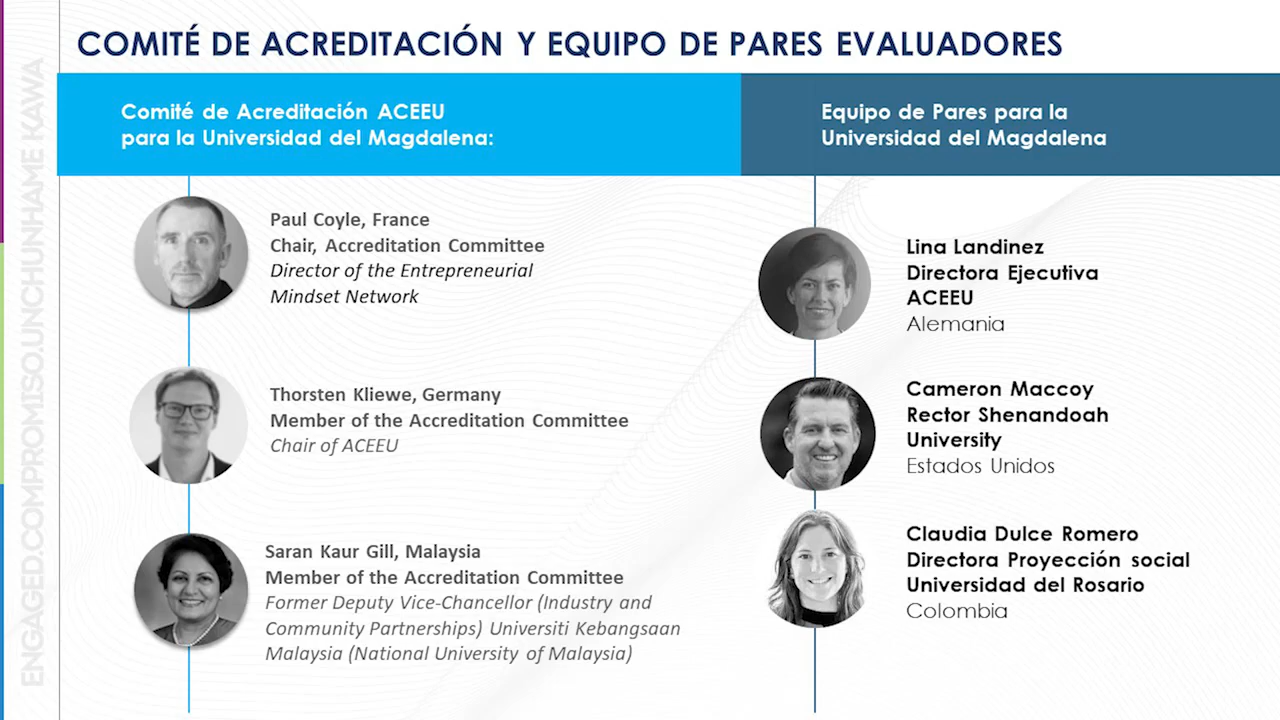 COMITÉ DE ACREDITACIÓN Y EQUIPO DE PARES EVALUADORES
Comité de Acreditación ACEEU
para la Universidad del Magdalena:
Paul Coyle, France
Chair, Accreditation Committee
Director of the Entrepreneurial
Mindset Network
Thorsten Kliewe, Germany
Member of the Accreditation Committee
Chair of ACEEU
Saran Kaur Gill, Malaysia
Member of the Accreditation Committee
Former Deputy Vice-Chancellor (Industry and
Community Partnerships) Universiti Kebangsaan
Malaysia (National University of Malaysia)
Equipo de Pares para la
Universidad del Magdalena
Lina Landinez
Directora Ejecutiva
ACEEU
Alemania
Cameron Maccoy
Rector Shenandoah
University
Estados Unidos
Claudia Dulce Romero
Directora Proyección social
Universidad del Rosario
Colombia
ENGAGED.COMPROMISO.UNCHUNHAME KAWA